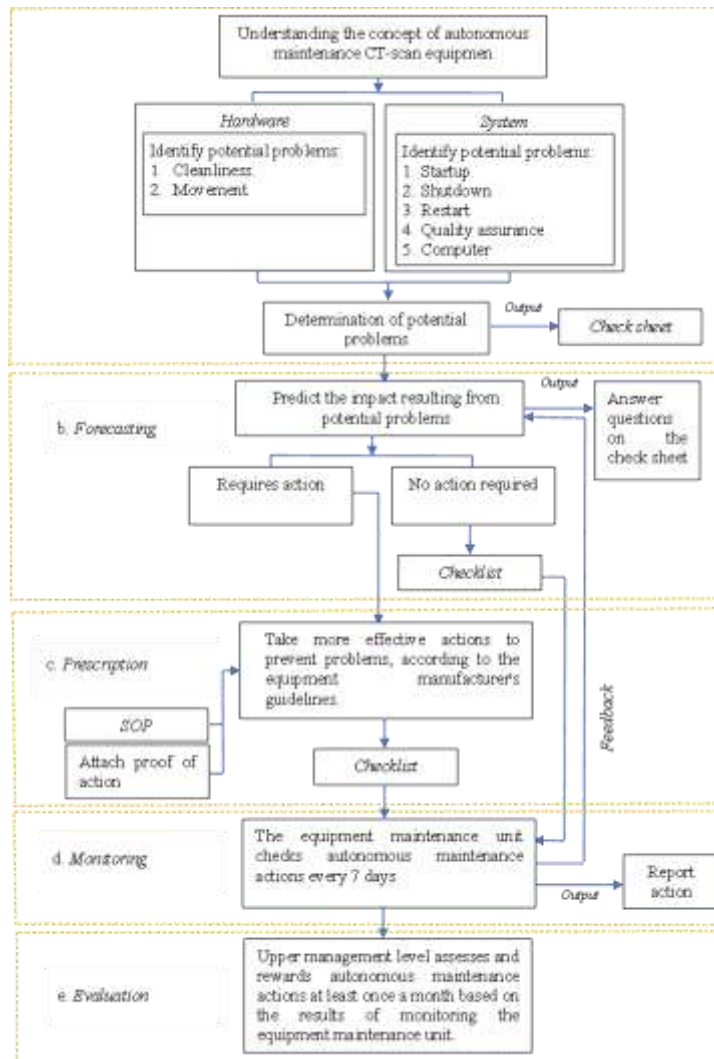 Understanding the concept of autonomous
maintenance CT-scan equipmen
Hardware
Identify potential problems:
1. Cleanliness
2. Movement
System
Identify potential problems:
1. Startup
2. Shutdown
3. Restart
4. Quality assurance
5. Computer
Determination of potential
problems
Output
Check sheet
b. Forecasting
Predict the impact resulting from
potential problems
Output
Answer
questions
on the
check sheet
Requires action
No action required
Checklist
c. Prescription
Take more effective actions to
prevent problems, according to the
equipment manufacturer's
guidelines
SOP
Attach proof of
action
Checklist
Feedback
d. Monitoring
The equipment maintenance unit
checks autonomous maintenance
actions every 7 days
Output
Report
action
e. Evaluation
Upper management level assesses and
rewards autonomous maintenance
actions at least once a month based on
the results of monitoring the
equipment maintenance unit.